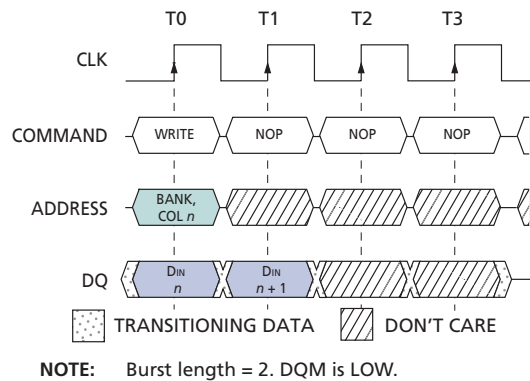 T0 T1 T2 T3
CLK
COMMAND WRITE NOP NOP NOP
ADDRESS BANK, COL n
DQ DIN n DIN n + 1
TRANSITIONING DATA DON'T CARE
NOTE: Burst length = 2. DQM is LOW.